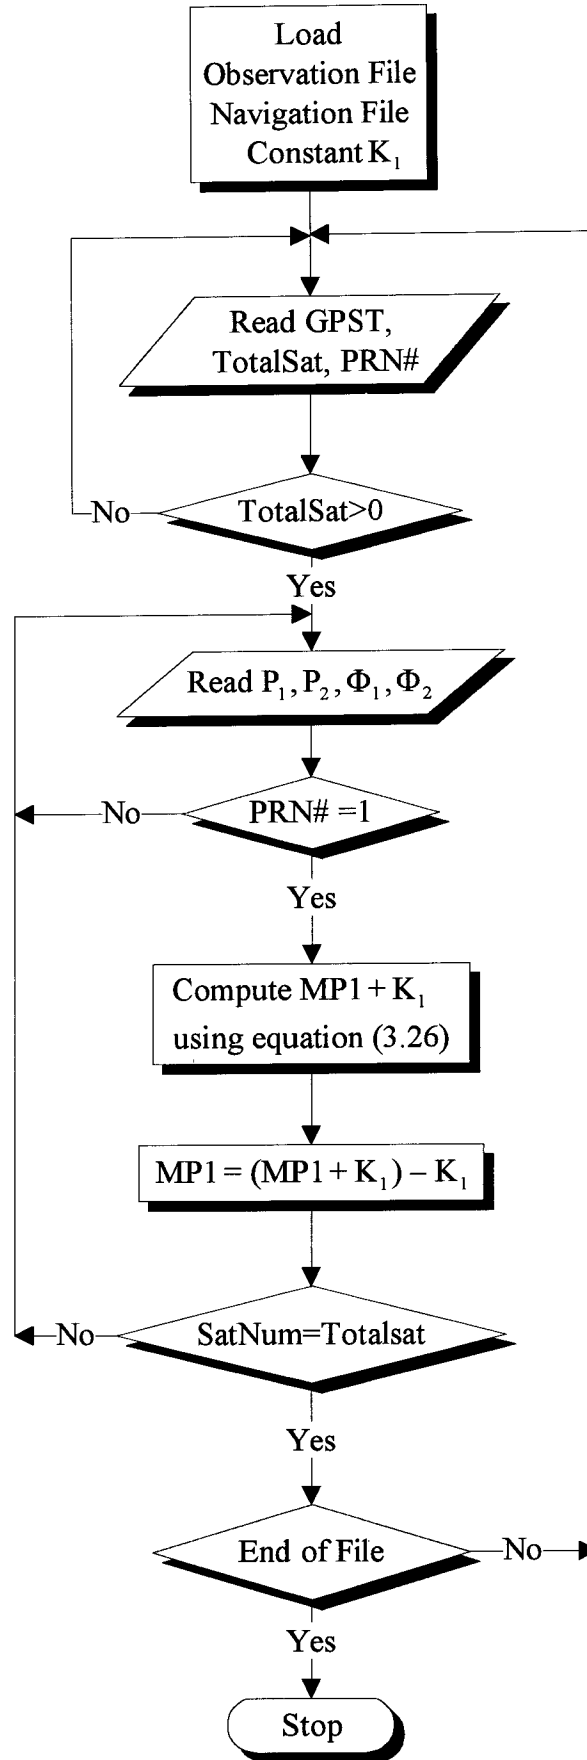 Load
Observation File
Navigation File
Constant K₁
Read GPST,
TotalSat, PRN#
TotalSat>0
No
Yes
Read P₁, P₂, Φ₁, Φ₂
PRN# =1
No
Yes
Compute MP1 + K₁
using equation (3.26)
MP1 = (MP1 + K₁) – K₁
SatNum=Totalsat
No
Yes
End of File
No
Yes
Stop